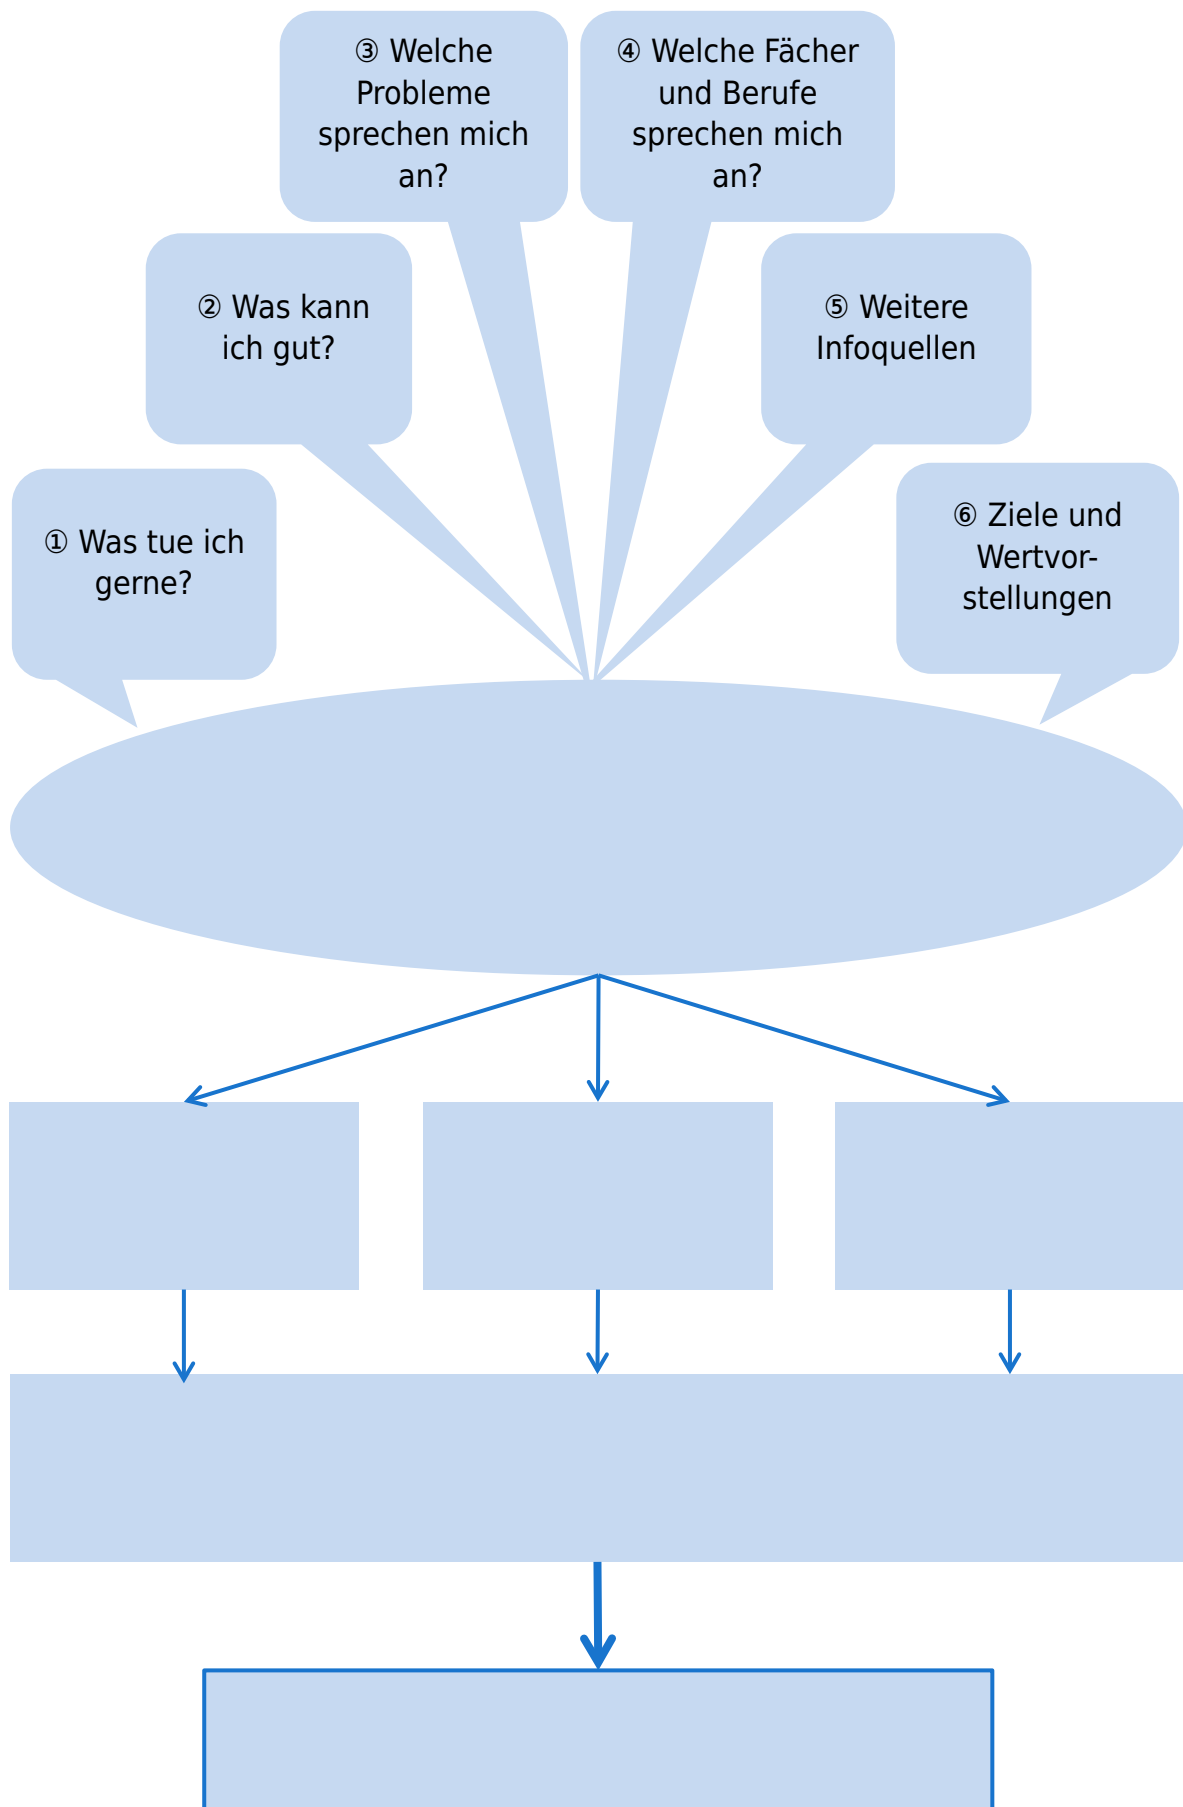 ③ Welche
Probleme
sprechen mich
an?
④ Welche Fächer
und Berufe
sprechen mich
an?
② Was kann
ich gut?
⑤ Weitere
Infoquellen
① Was tue ich
gerne?
⑥ Ziele und
Wertvor-
stellungen